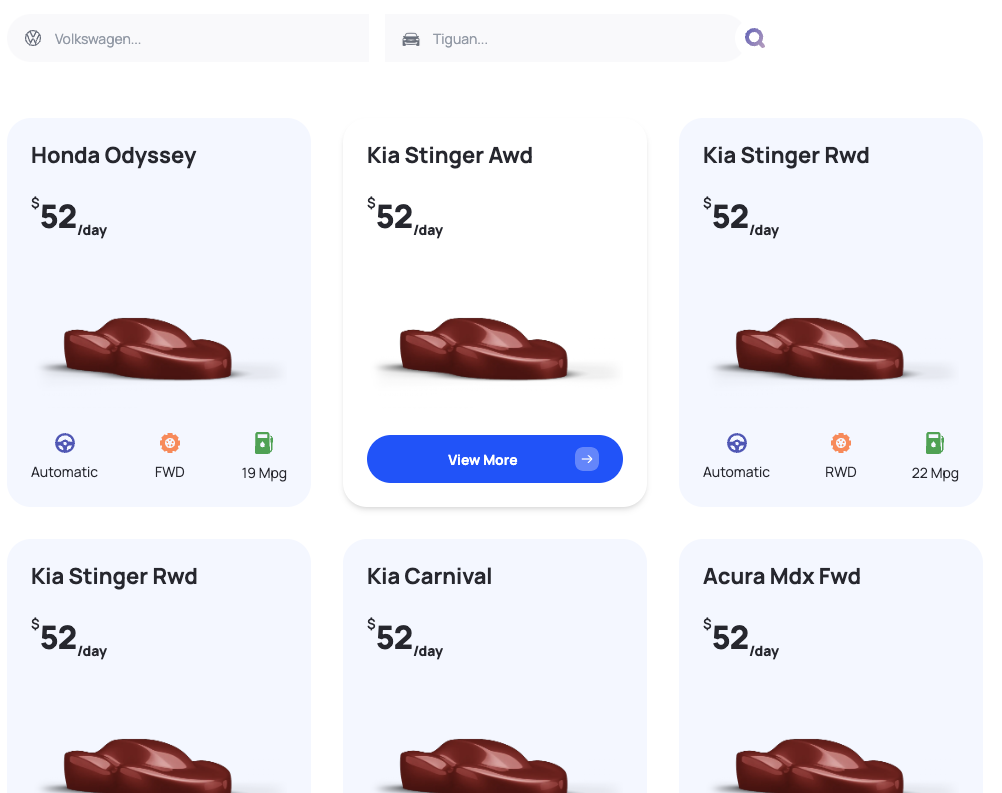 Volkswagen... Tiguan...
Honda Odyssey
$52/day
Automatic FWD 19 Mpg
Kia Stinger Awd
$52/day
View More
Kia Stinger Rwd
$52/day
Automatic RWD 22 Mpg
Kia Stinger Rwd
$52/day
Kia Carnival
$52/day
Acura Mdx Fwd
$52/day